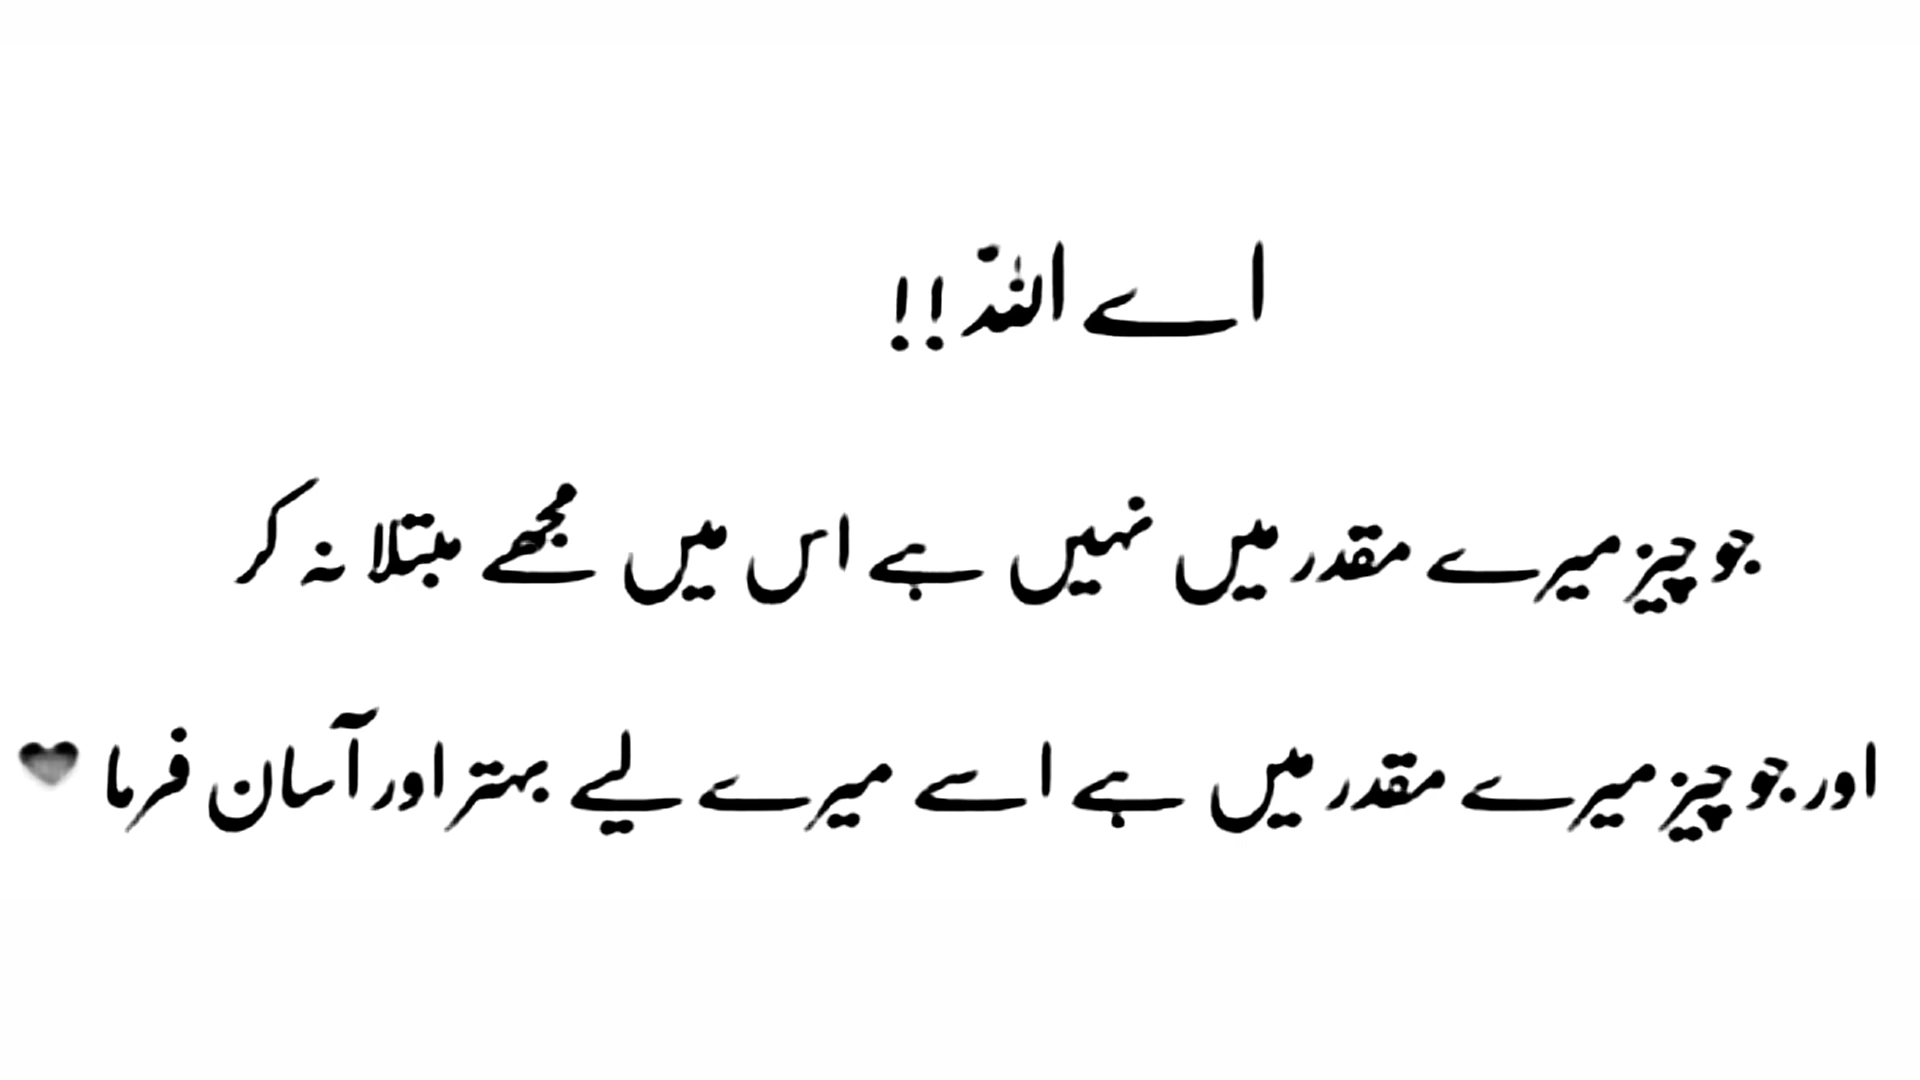 اے اللہ !!
جو چیز میرے مقدر میں نہیں ہے اس میں مجھے مبتلا نہ کر
اور جو چیز میرے مقدر میں ہے اسے میرے لیے بہتر اور آسان فرما 🖤